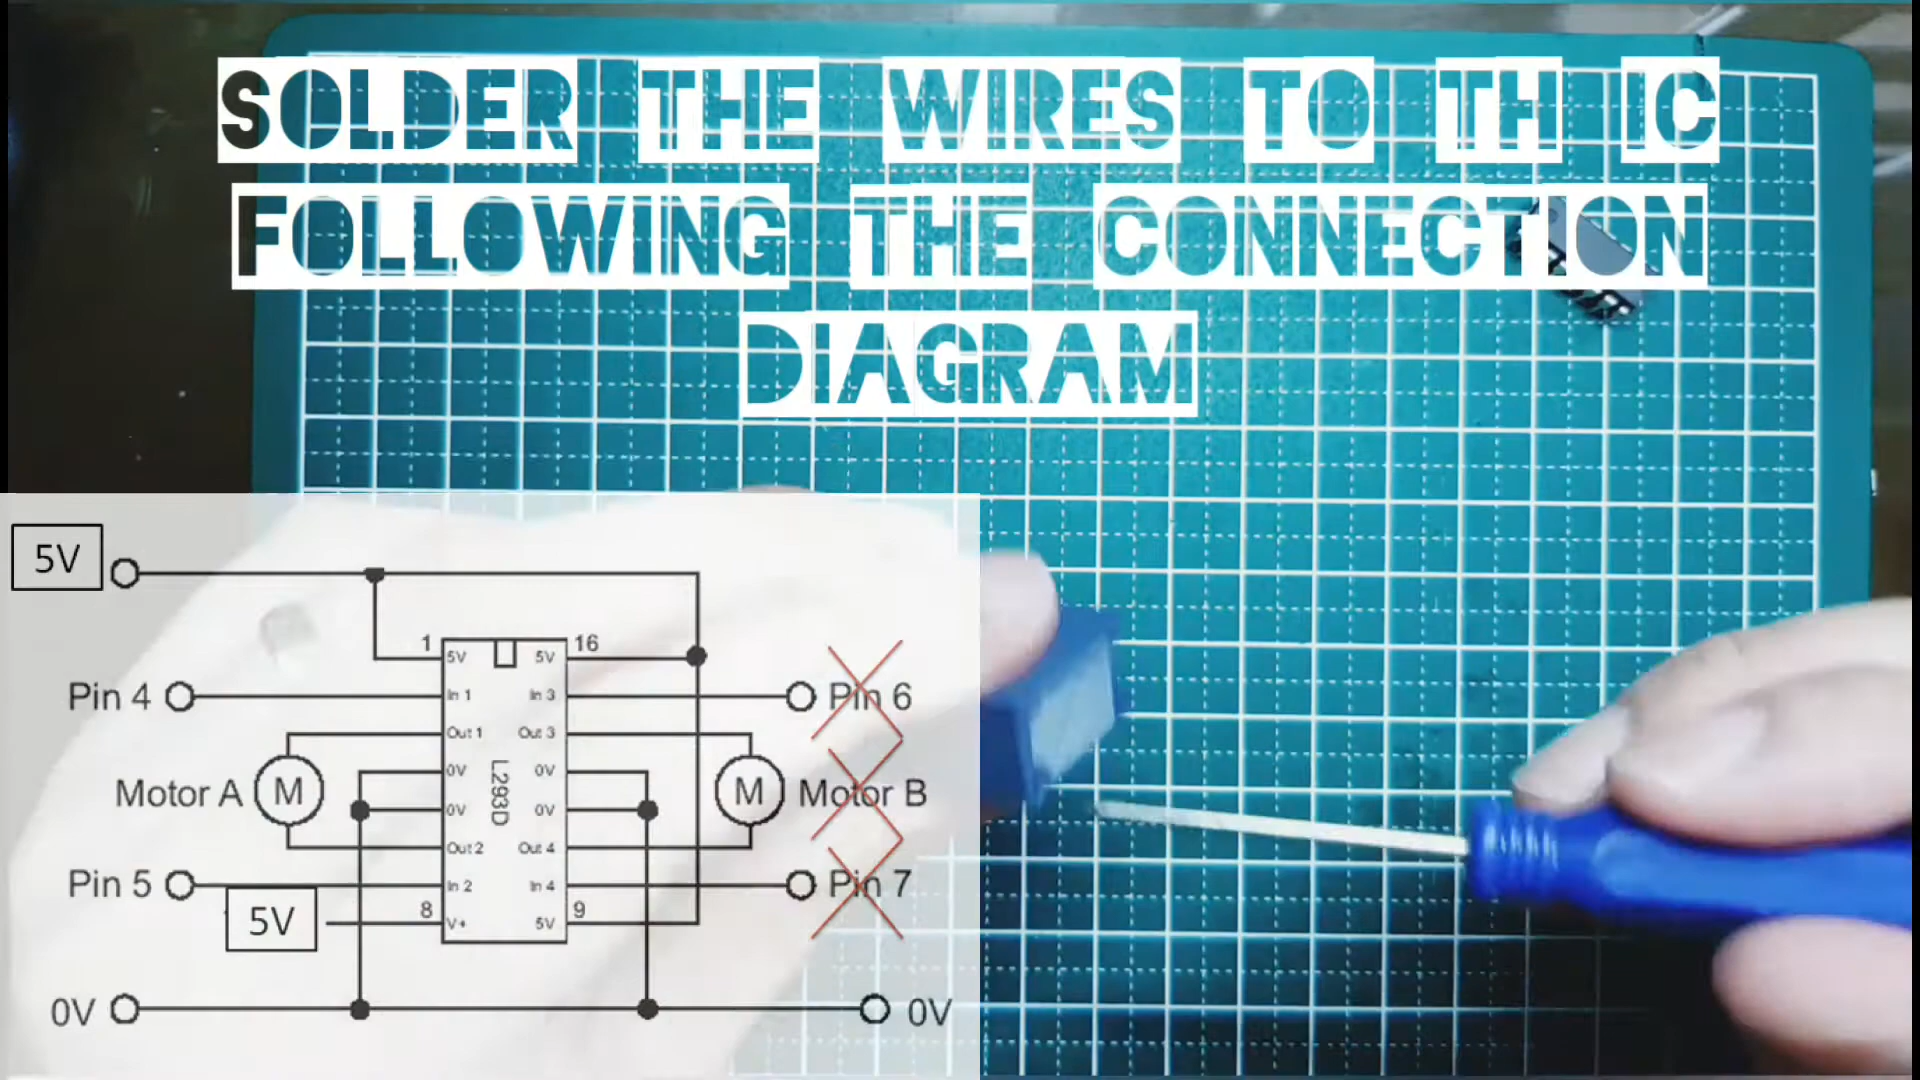 SOLDER THE WIRES TO TH IC
FOLLOWING THE CONNECTION
DIAGRAM
5V
1 16
5V 5V
Pin 4 In 1 In 3 Pin 6
Out 1 Out 3
0V 0V
Motor A M L293D M Motor B
0V 0V
Out 2 Out 4
Pin 5 In 2 In 4 Pin 7
5V 8 V+ 5V 9
0V 0V